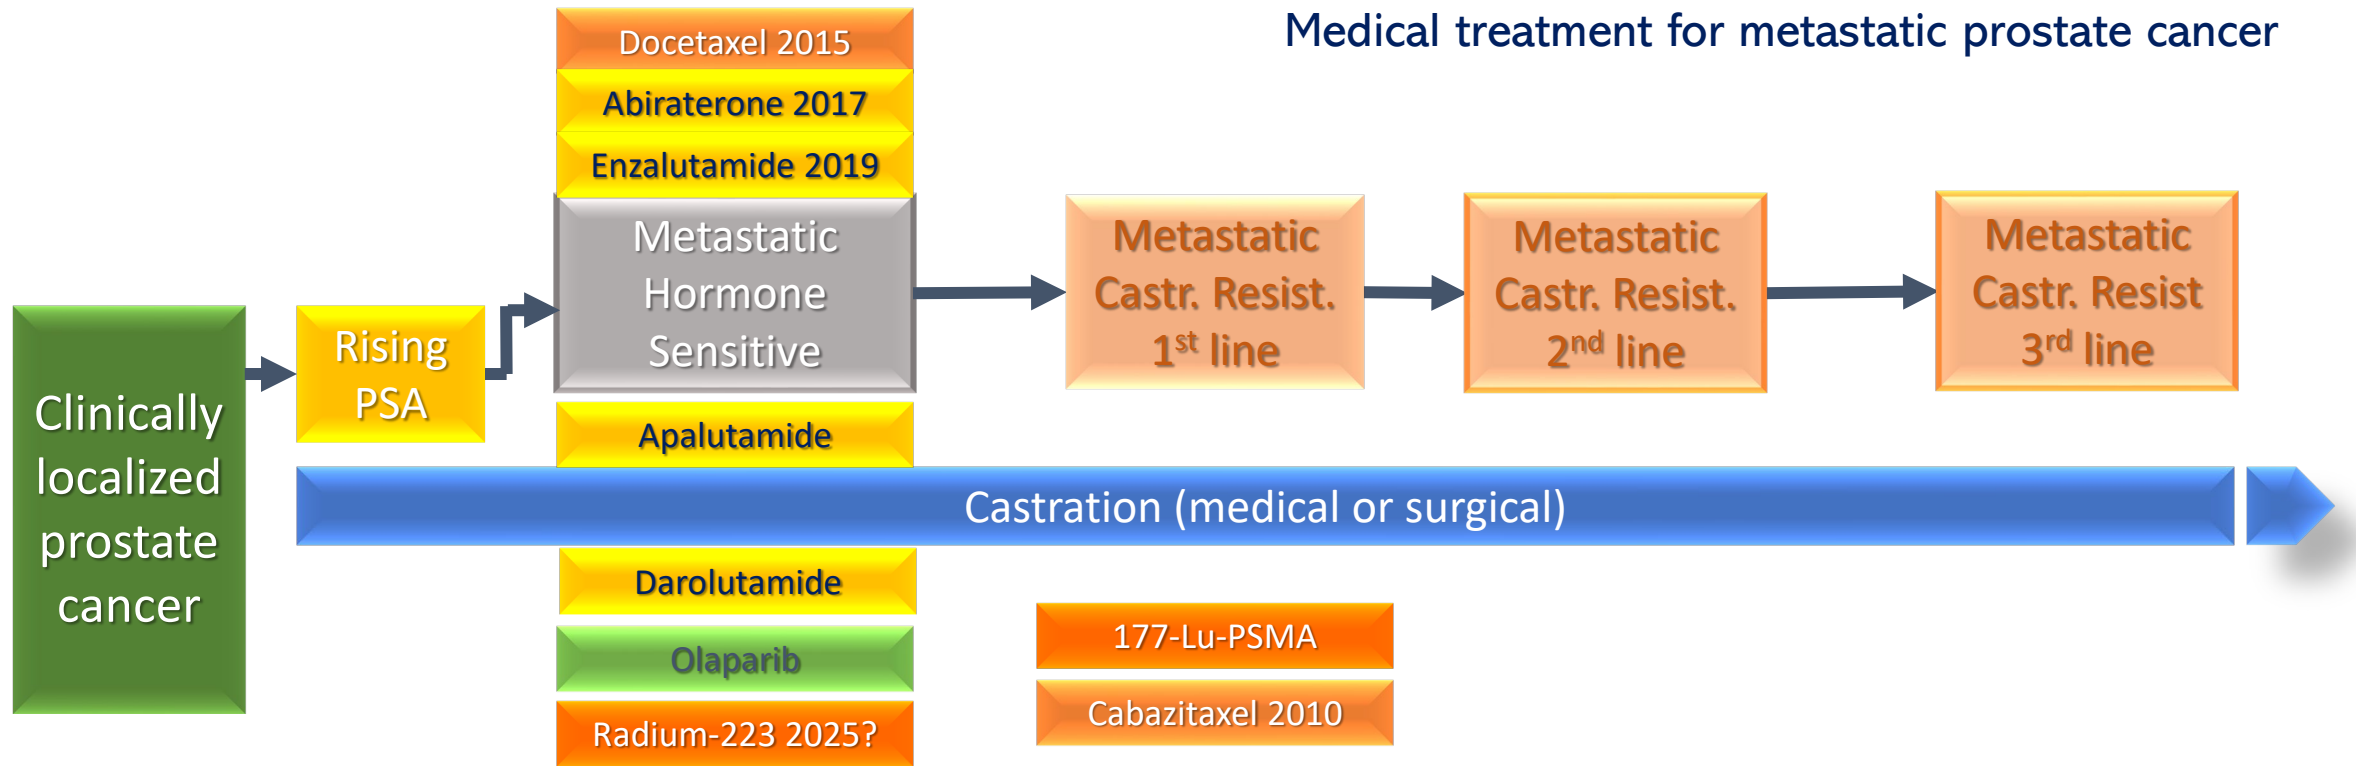 Medical treatment for metastatic prostate cancer
Docetaxel 2015
Abiraterone 2017
Enzalutamide 2019
Clinically
localized
prostate
cancer
Rising
PSA
Metastatic
Hormone
Sensitive
Metastatic
Castr. Resist.
1st line
Metastatic
Castr. Resist.
2nd line
Metastatic
Castr. Resist
3rd line
Apalutamide
Castration (medical or surgical)
Darolutamide
Olaparib
Radium-223 2025?
177-Lu-PSMA
Cabazitaxel 2010